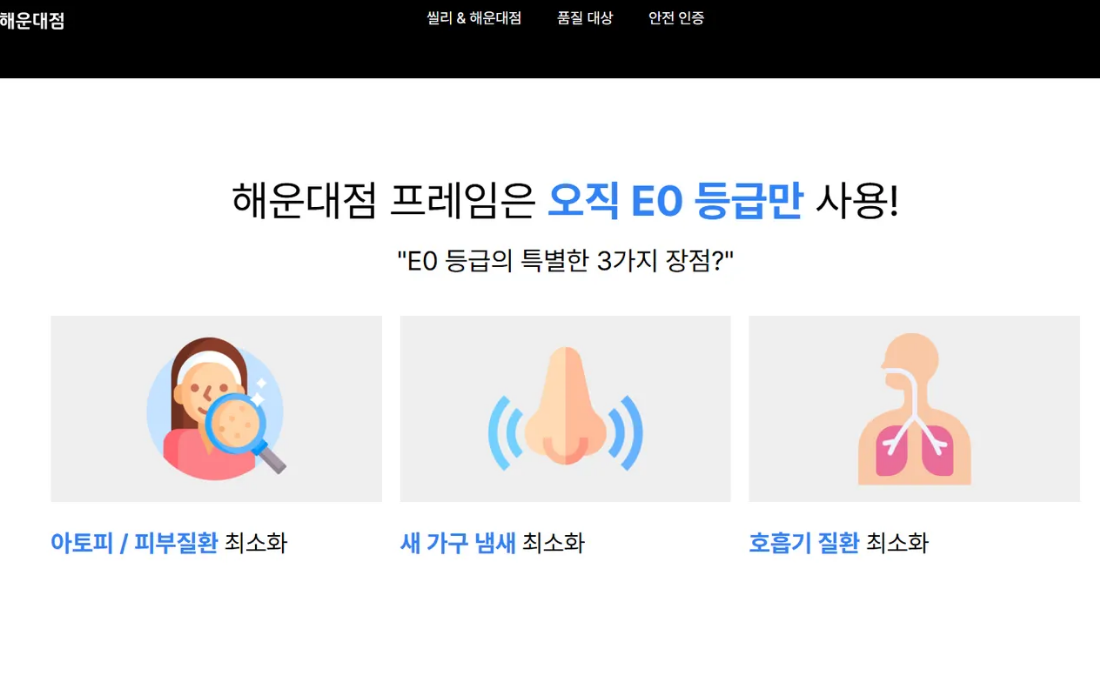 해운대점
씰리 & 해운대점
품질 대상
안전 인증
해운대점 프레임은 오직 E0 등급만 사용!
"E0 등급의 특별한 3가지 장점?"
아토피 / 피부질환 최소화
새 가구 냄새 최소화
호흡기 질환 최소화